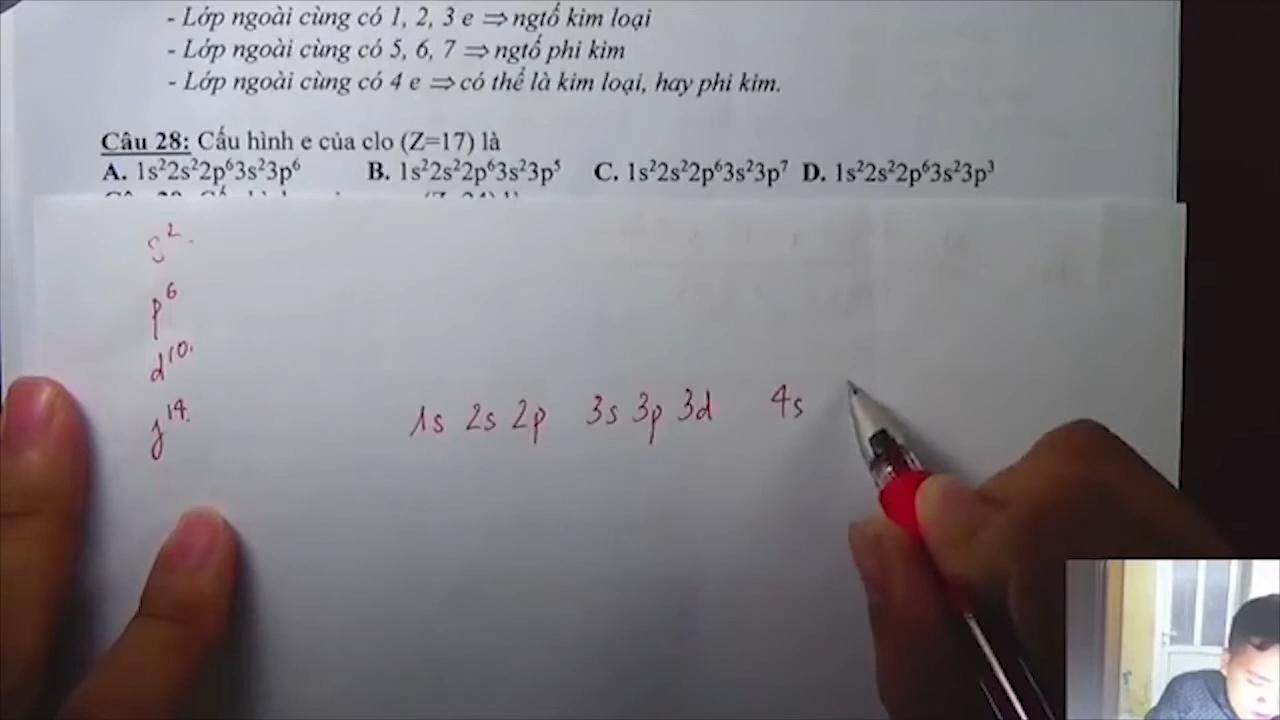 - Lớp ngoài cùng có 1, 2, 3 e ⇒ ngtố kim loại
- Lớp ngoài cùng có 5, 6, 7 ⇒ ngtố phi kim
- Lớp ngoài cùng có 4 e ⇒ có thể là kim loại, hay phi kim.
Câu 28: Cấu hình e của clo (Z=17) là
A. 1s²2s²2p⁶3s²3p⁶ B. 1s²2s²2p⁶3s²3p⁵ C. 1s²2s²2p⁶3s²3p⁷ D. 1s²2s²2p⁶3s²3p³
s².
p⁶
d¹⁰.
f¹⁴.
1s 2s 2p 3s 3p 3d 4s